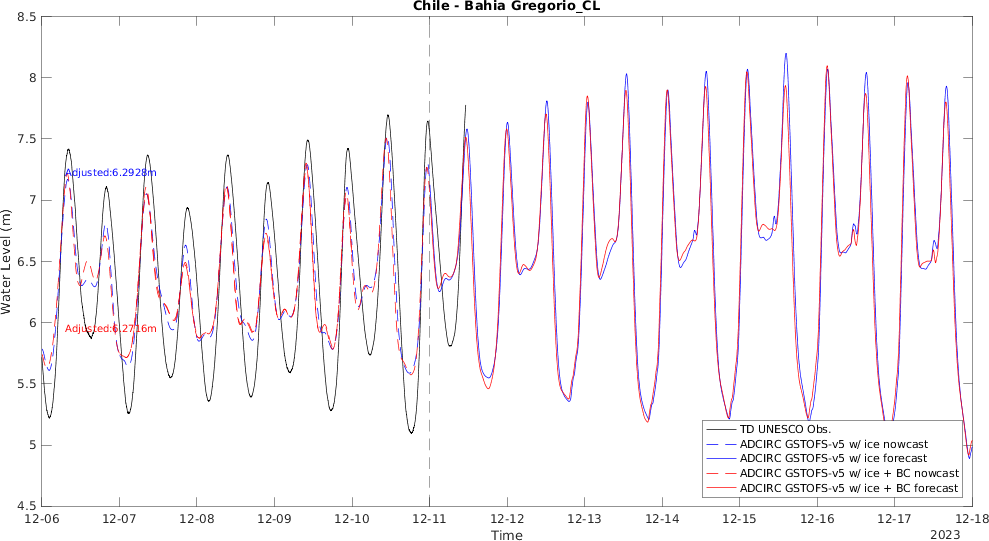 Chile - Bahia Gregorio_CL
8.5
8
7.5
7
6.5
6
5.5
5
4.5
Water Level (m)
Adjusted:6.2928m
Adjusted:6.2716m
TD UNESCO Obs.
ADCIRC GSTOFS-v5 w/ ice nowcast
ADCIRC GSTOFS-v5 w/ ice forecast
ADCIRC GSTOFS-v5 w/ ice + BC nowcast
ADCIRC GSTOFS-v5 w/ ice + BC forecast
12-06 12-07 12-08 12-09 12-10 12-11 12-12 12-13 12-14 12-15 12-16 12-17 12-18
Time
2023